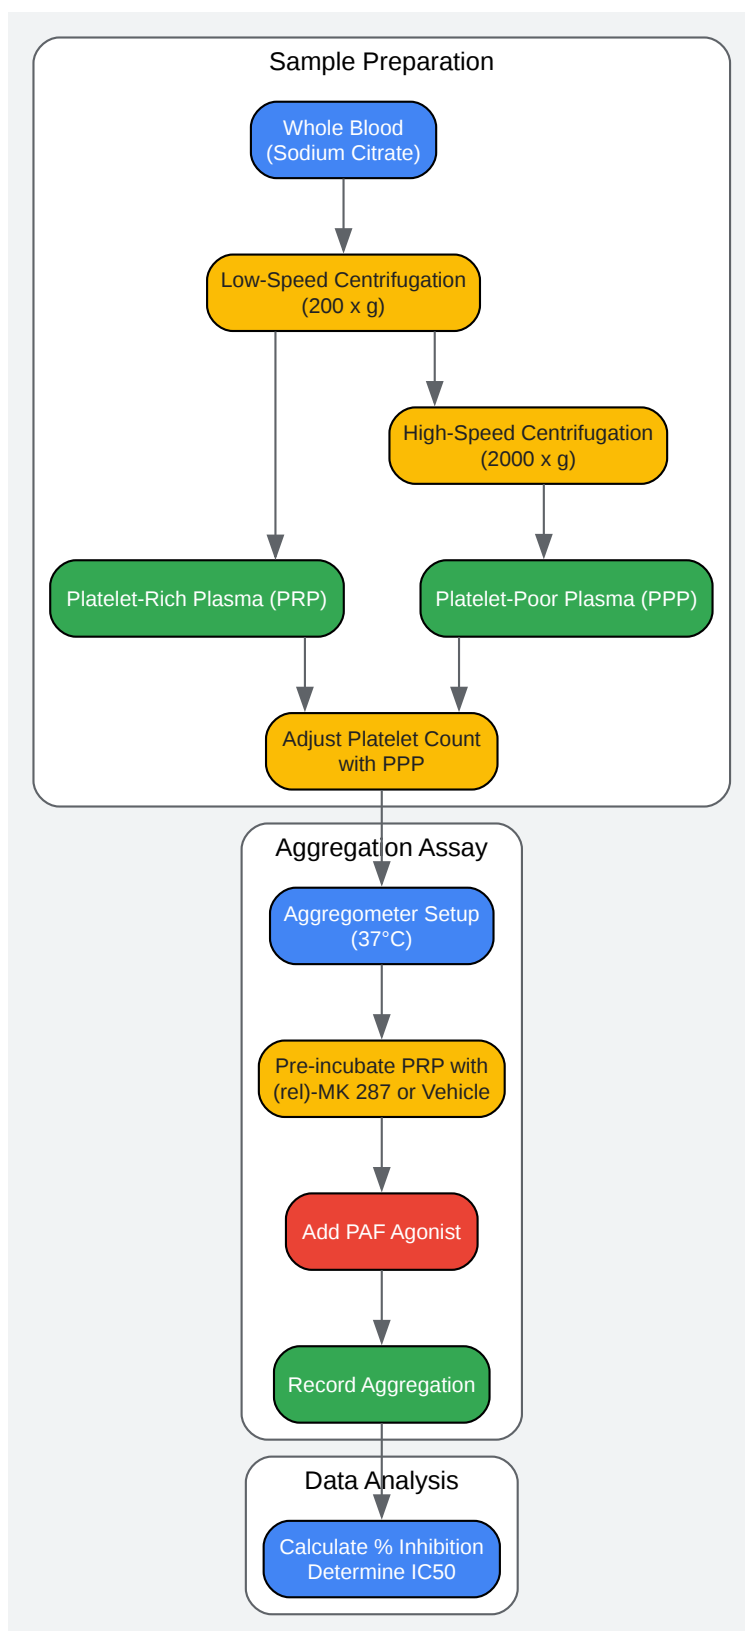 Sample Preparation
Whole Blood
(Sodium Citrate)
Low-Speed Centrifugation
(200 x g)
High-Speed Centrifugation
(2000 x g)
Platelet-Rich Plasma (PRP)
Platelet-Poor Plasma (PPP)
Adjust Platelet Count
with PPP
Aggregation Assay
Aggregometer Setup
(37°C)
Pre-incubate PRP with
(rel)-MK 287 or Vehicle
Add PAF Agonist
Record Aggregation
Data Analysis
Calculate % Inhibition
Determine IC50